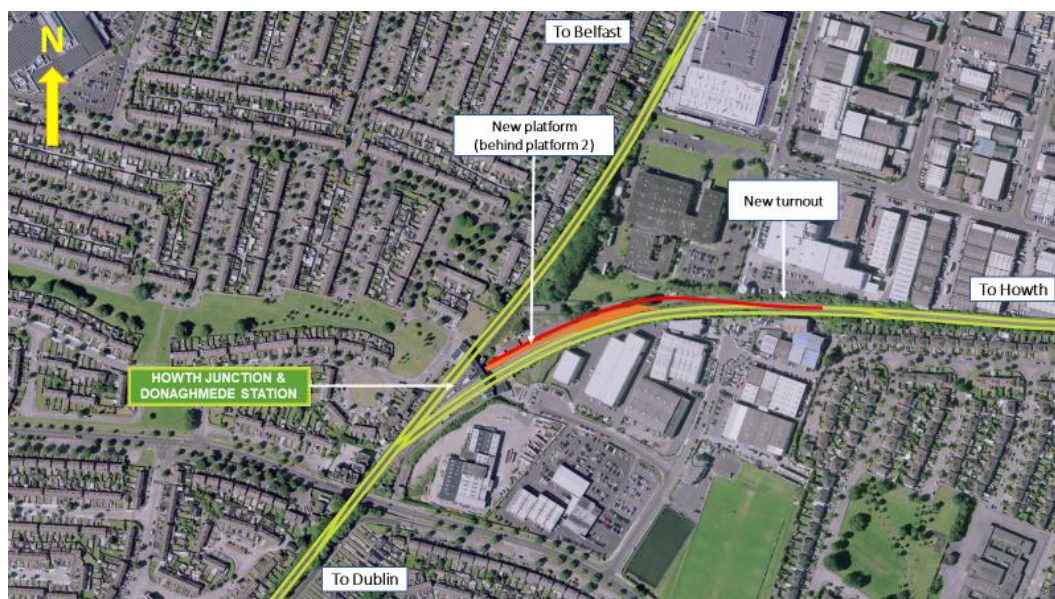 To Belfast
N
New platform
(behind platform 2)
New turnout
To Howth
HOWTH JUNCTION &
DONAGHMEDE STATION
To Dublin